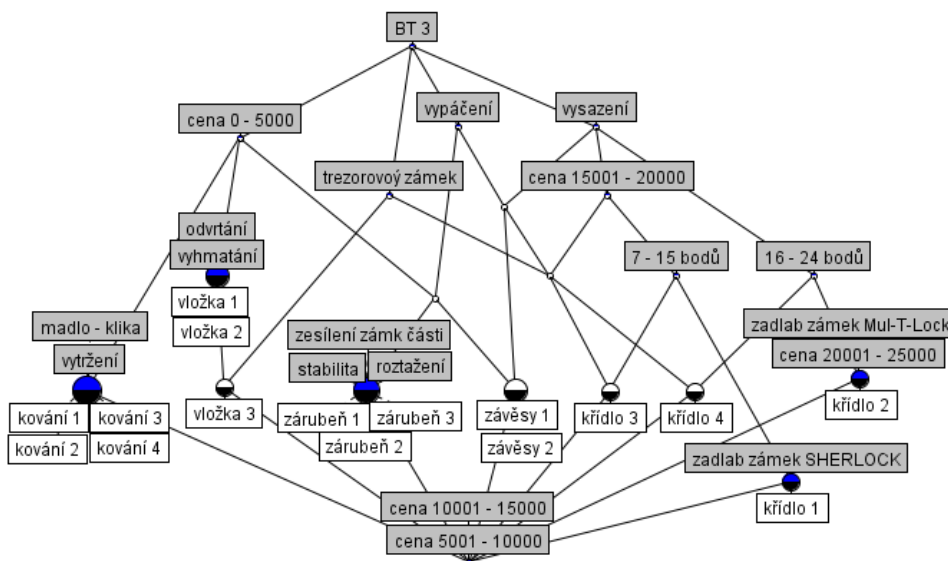 BT 3
cena 0 - 5000
vypáčení
vysazení
trezorovoý zámek
cena 15001 - 20000
odvrtání
vyhmatání
7 - 15 bodů
16 - 24 bodů
vložka 1
vložka 2
madlo - klika
vytržení
zesílení zámk části
stabilita
roztažení
zadlab zámek Mul-T-Lock
cena 20001 - 25000
kování 1
kování 3
kování 2
kování 4
vložka 3
zárubeň 1
zárubeň 3
zárubeň 2
závěsy 1
závěsy 2
křídlo 3
křídlo 4
křídlo 2
zadlab zámek SHERLOCK
křídlo 1
cena 10001 - 15000
cena 5001 - 10000